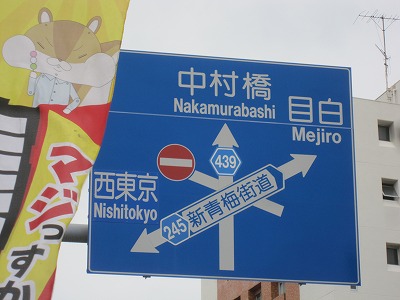 中村橋
Nakamurabashi
目白
Mejiro
439
西東京
Nishitokyo
245
新青梅街道
マジ
っすか